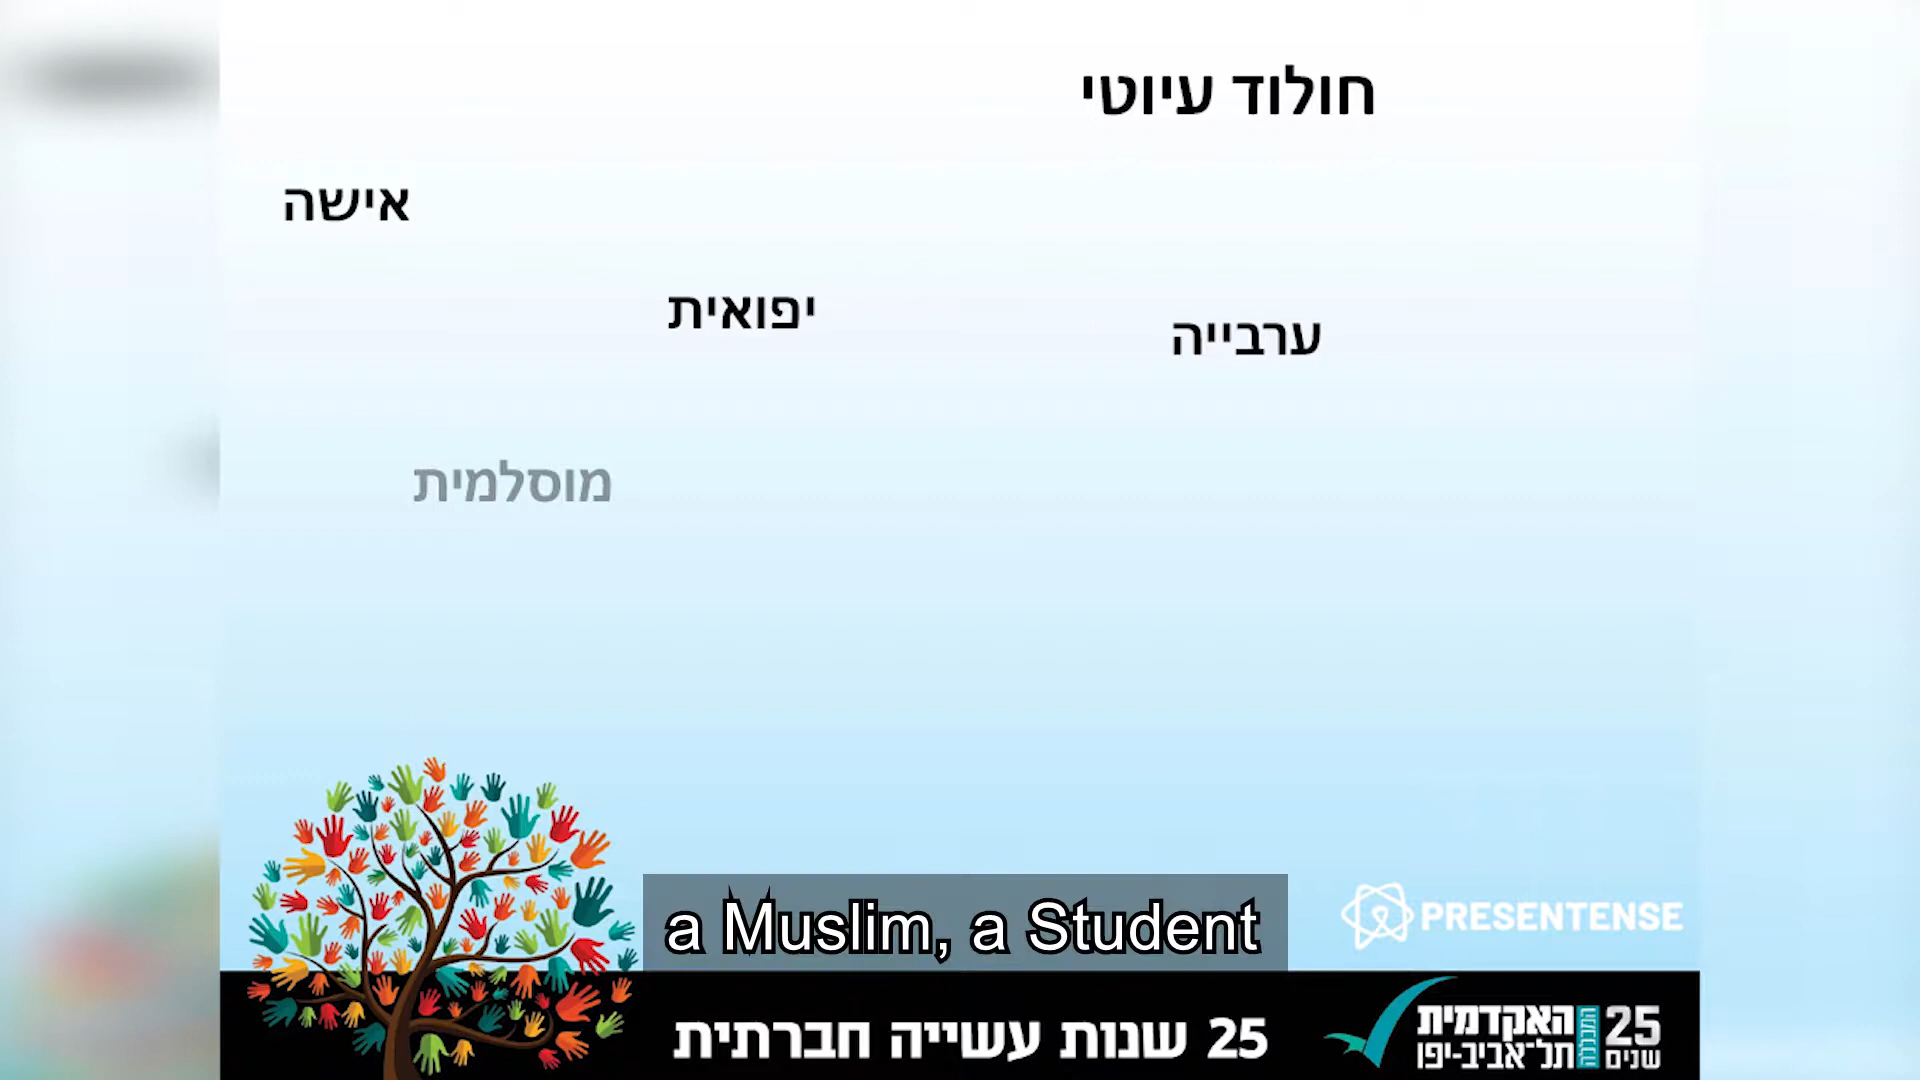 חולוד עיוטי
אישה
יפואית
ערבייה
מוסלמית
a Muslim, a Student
PRESENTENSE
25 שנות עשייה חברתית
25 שנים
המכללה
האקדמית
תל־אביב-יפו